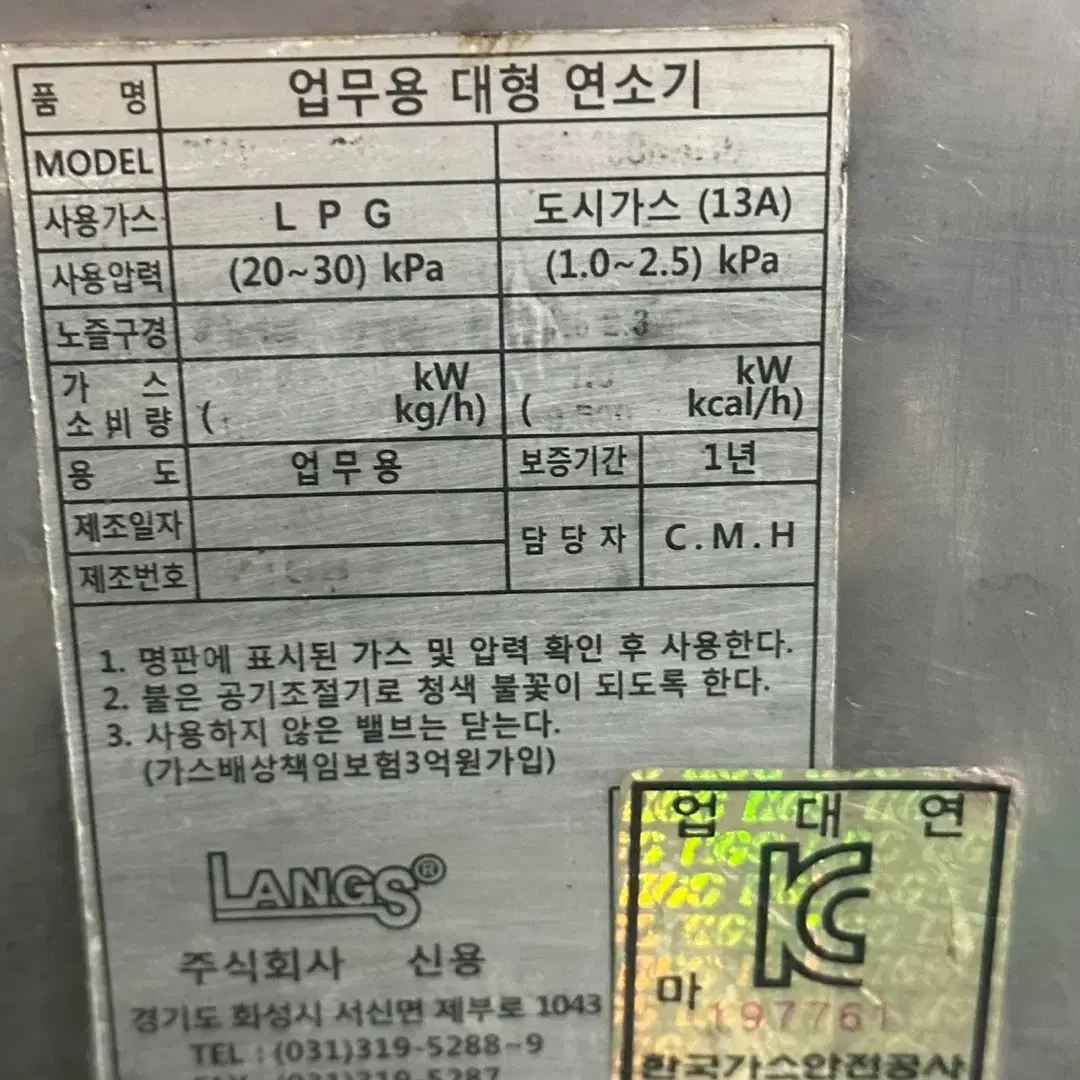 품 명 업무용 대형 연소기
MODEL
사용가스 L P G 도시가스 (13A)
사용압력 (20~30) kPa (1.0~2.5) kPa
노즐구경
가 스 kW kW
소 비 량 ( kg/h) ( kcal/h)
용 도 업 무 용 보증기간 1년
제조일자
담 당 자 C . M . H
제조번호
1. 명판에 표시된 가스 및 압력 확인 후 사용한다.
2. 불은 공기조절기로 청색 불꽃이 되도록 한다.
3. 사용하지 않은 밸브는 닫는다.
(가스배상책임보험3억원가입)
LANGS®
주식회사 신용
경기도 화성시 서신면 제부로 1043
TEL : (031)319-5288~9
FAX : (031)319-5287
업 대 연
KC
마 197761
한국가스안전공사